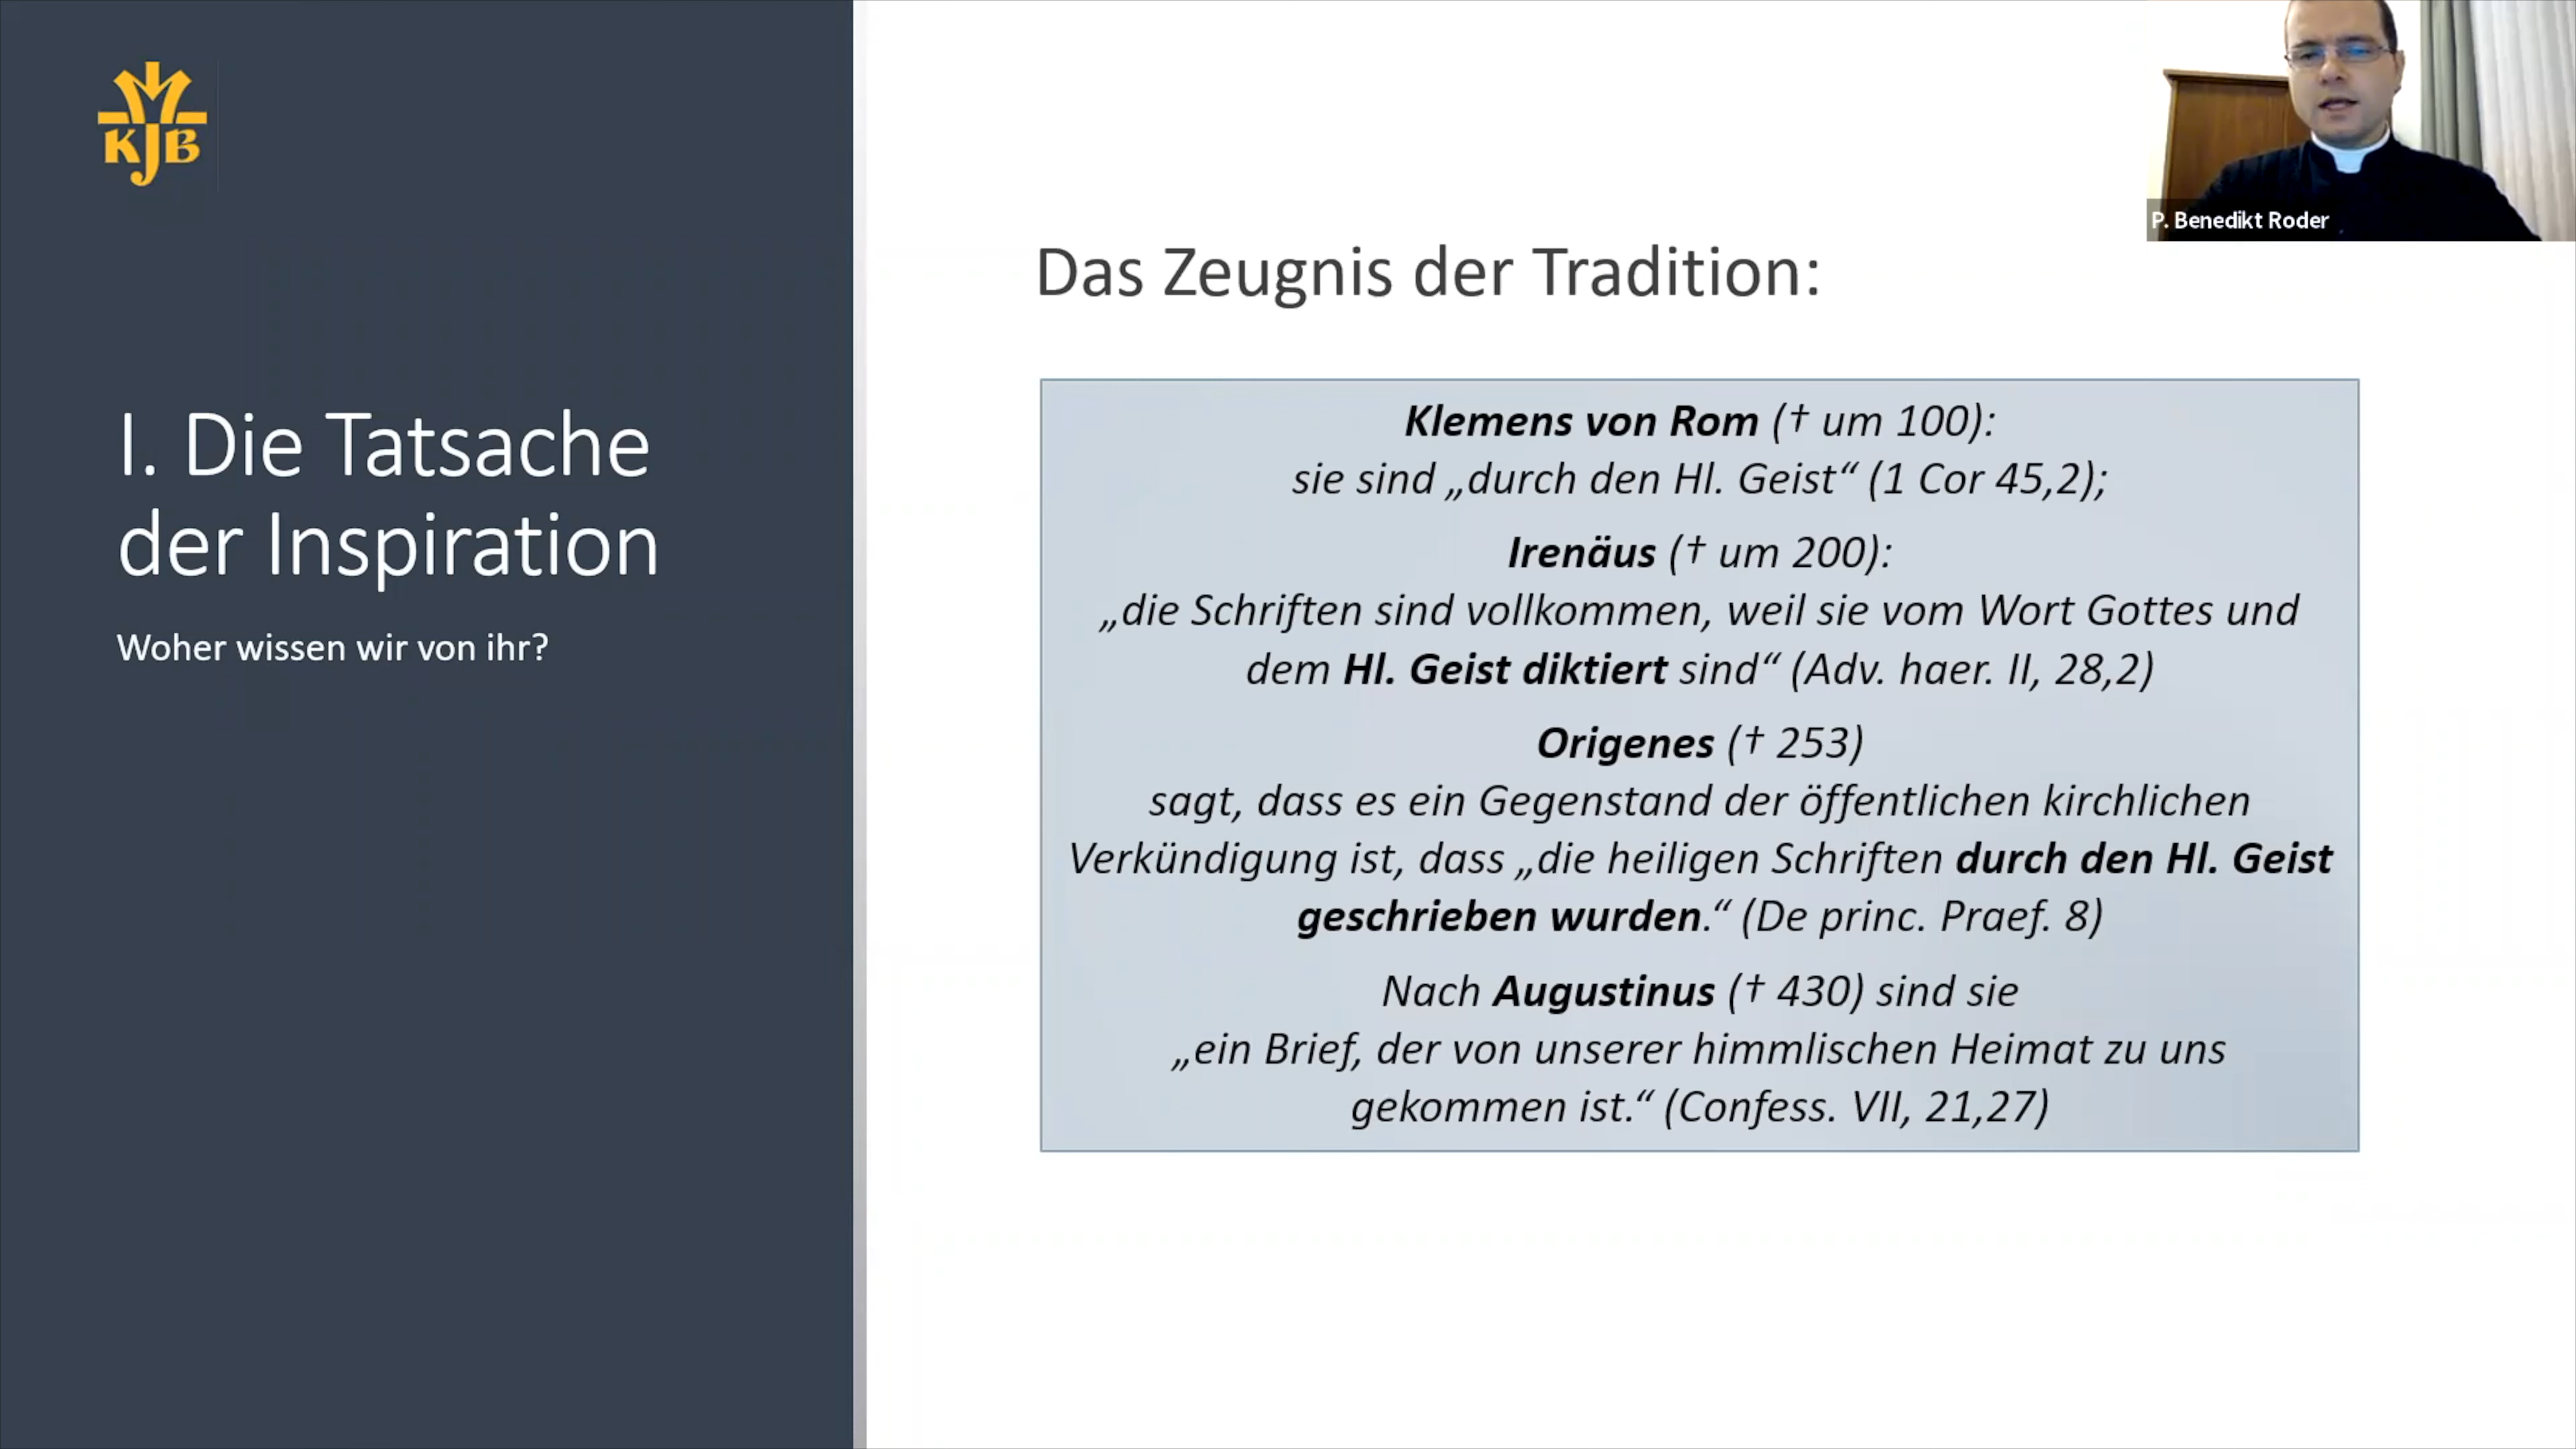 KJB
I. Die Tatsache
der Inspiration
Woher wissen wir von ihr?
P. Benedikt Roder
Das Zeugnis der Tradition:
Klemens von Rom († um 100):
sie sind „durch den Hl. Geist“ (1 Cor 45,2);
Irenäus († um 200):
„die Schriften sind vollkommen, weil sie vom Wort Gottes und
dem Hl. Geist diktiert sind“ (Adv. haer. II, 28,2)
Origenes († 253)
sagt, dass es ein Gegenstand der öffentlichen kirchlichen
Verkündigung ist, dass „die heiligen Schriften durch den Hl. Geist
geschrieben wurden.“ (De princ. Praef. 8)
Nach Augustinus († 430) sind sie
„ein Brief, der von unserer himmlischen Heimat zu uns
gekommen ist.“ (Confess. VII, 21,27)